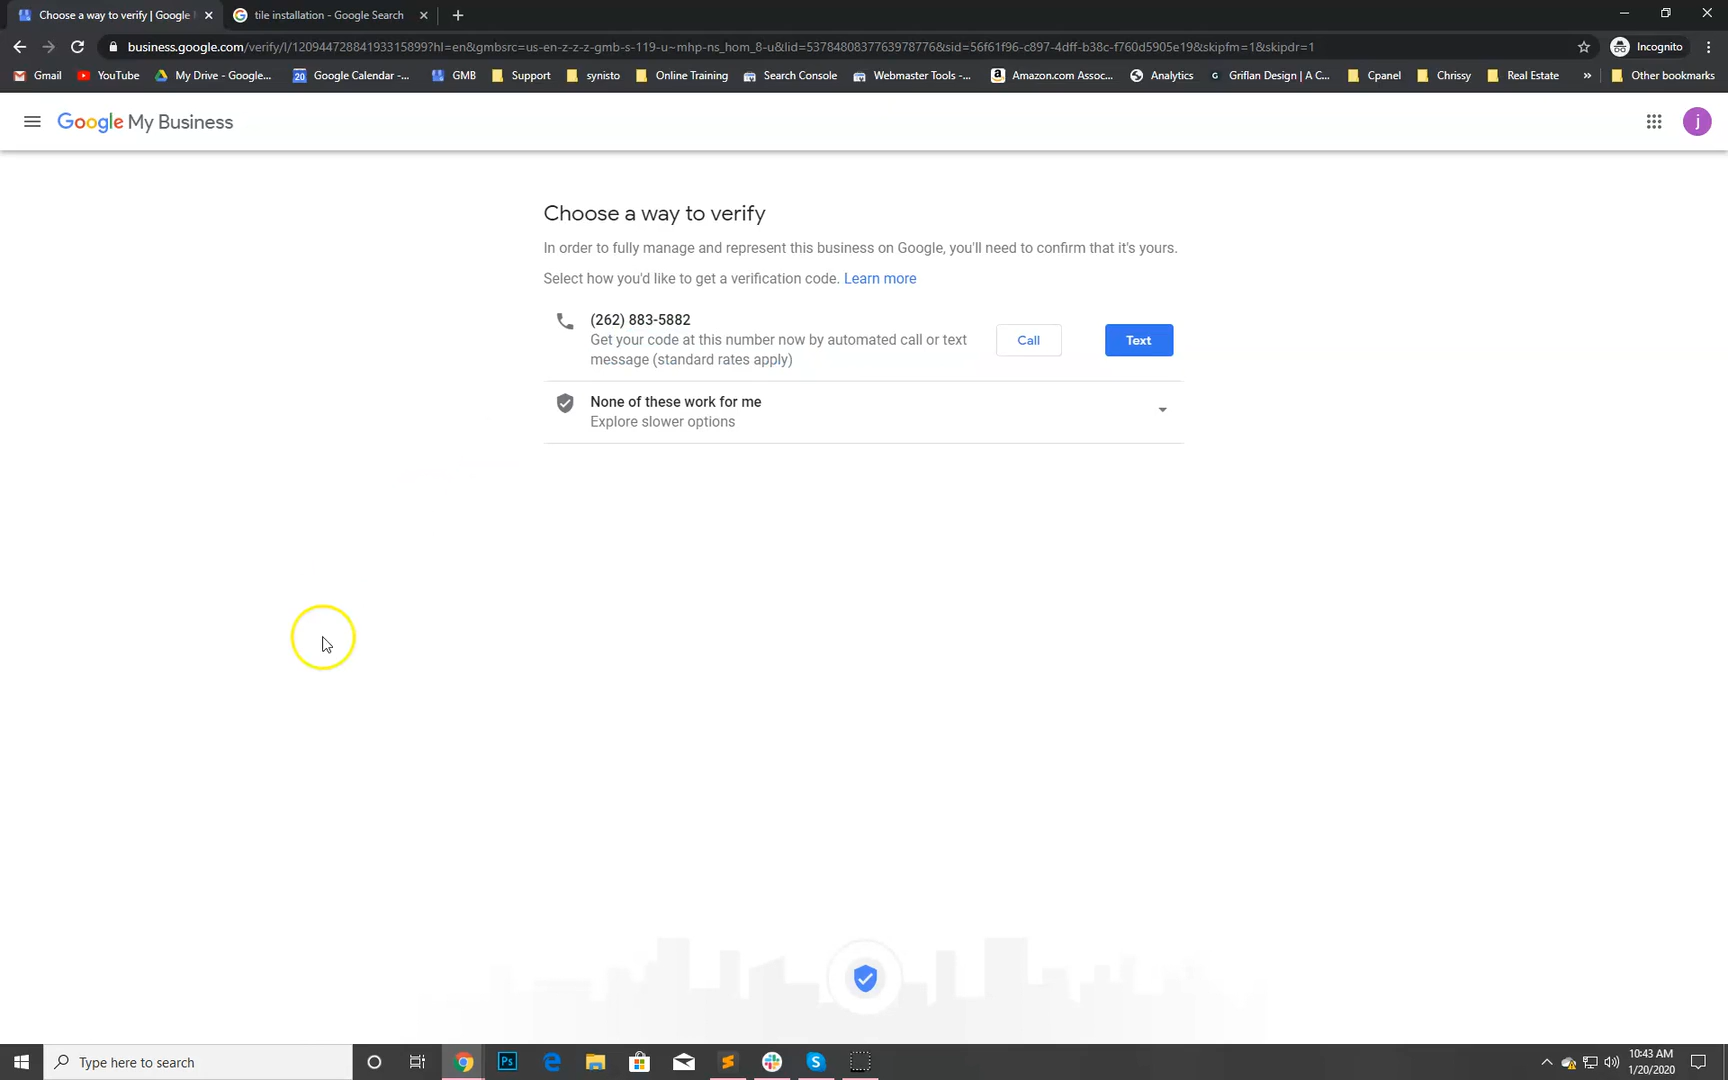 Choose a way to verify | Google
tile installation - Google Search
business.google.com/verify/l/12094472884193315899?hl=en&gmbsrc=us-en-z-z-z-gmb-s-119-u~mhp-ns_hom_8-u&lid=5378480837763978776&sid=56f61f96-c897-4dff-b38c-f760d5905e19&skipfm=1&skipdr=1
Incognito
Gmail YouTube My Drive - Google... Google Calendar -... GMB Support synisto Online Training Search Console Webmaster Tools -... Amazon.com Assoc... Analytics Griflan Design | A C... Cpanel Chrissy Real Estate » Other bookmarks
Google My Business
j
Choose a way to verify
In order to fully manage and represent this business on Google, you'll need to confirm that it's yours.
Select how you'd like to get a verification code. Learn more
(262) 883-5882
Get your code at this number now by automated call or text
message (standard rates apply)
Call
Text
None of these work for me
Explore slower options
Type here to search
Ps
10:43 AM
1/20/2020